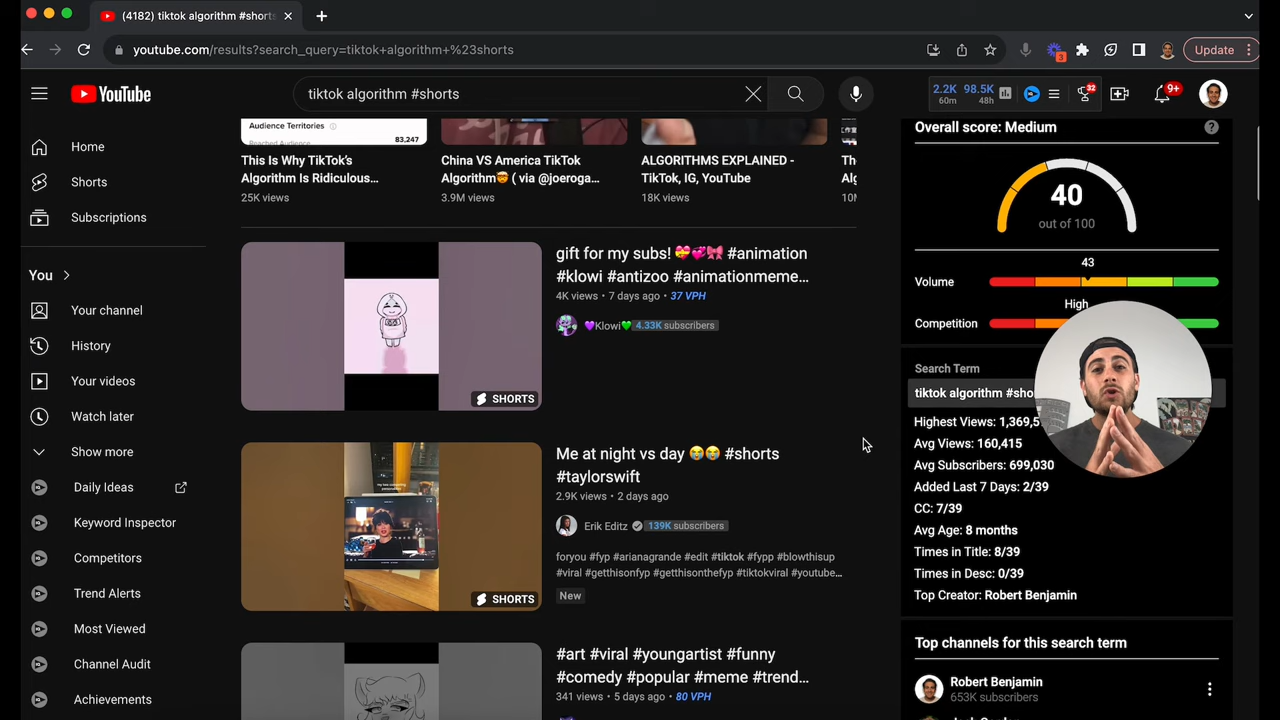 (4182) tiktok algorithm #shorts
youtube.com/results?search_query=tiktok+algorithm+%23shorts
Update
YouTube
tiktok algorithm #shorts
2.2K 98.5K
60m 48h
32
9+
3
Home
Shorts
Subscriptions
You
Your channel
History
Your videos
Watch later
Show more
Daily Ideas
Keyword Inspector
Competitors
Trend Alerts
Most Viewed
Channel Audit
Achievements
Audience Territories
Reached Audience
83,247
This Is Why TikTok's
Algorithm Is Ridiculous...
25K views
China VS America TikTok
Algorithm🤯 ( via @joeroga...
3.9M views
ALGORITHMS EXPLAINED -
TikTok, IG, YouTube
18K views
10M
SHORTS
gift for my subs! 💝💞🎀 #animation
#klowi #antizoo #animationmeme...
4K views • 7 days ago • 37 VPH
💜Klowi💚 4.33K subscribers
SHORTS
Me at night vs day 😭😭 #shorts
#taylorswift
2.9K views • 2 days ago
Erik Editz 139K subscribers
foryou #fyp #arianagrande #edit #tiktok #fypp #blowthisup
#viral #getthisonfyp #getthisonthefyp #tiktokviral #youtube...
New
#art #viral #youngartist #funny
#comedy #popular #meme #trend...
341 views • 5 days ago • 80 VPH
Overall score: Medium
40
out of 100
43
Volume
High
Competition
Search Term
tiktok algorithm #sho
Highest Views: 1,369,5
Avg Views: 160,415
Avg Subscribers: 699,030
Added Last 7 Days: 2/39
CC: 7/39
Avg Age: 8 months
Times in Title: 8/39
Times in Desc: 0/39
Top Creator: Robert Benjamin
Top channels for this search term
Robert Benjamin
653K subscribers